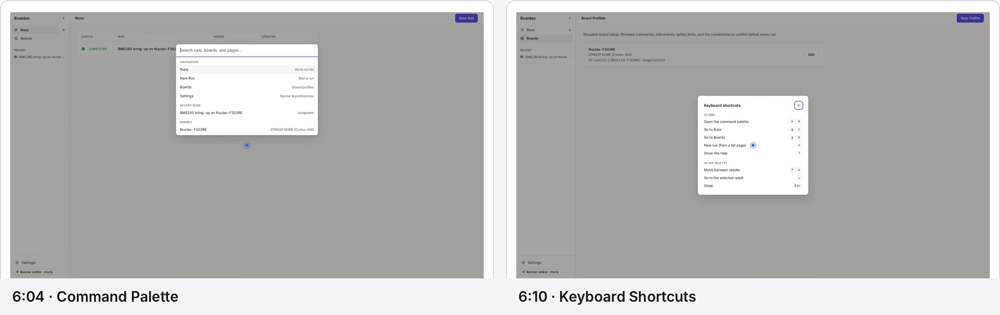 Boardex
Runs
New Run
Runs
Boards
RECENT
BME280 bring-up on Nucle...
STATUS RUN BOARD UPDATED
COMPLETED BME280 bring-up on Nucleo-F303
Search runs, boards, and pages...
NAVIGATION
Runs Go to run list
New Run Start a run
Boards Board profiles
Settings Runner & preferences
RECENT RUNS
BME280 bring-up on Nucleo-F303RE completed
BOARDS
Nucleo-F303RE STM32F303RE (Cortex-M4)
Settings
Runner online · mock
6:04 · Command Palette
Boardex
Board Profiles
New Profile
Runs
Boards
RECENT
BME280 bring-up on Nucle...
Reusable board setup: firmware commands, instruments, safety limits, and the connections to confirm before every run.
Nucleo-F303RE
STM32F303RE (Cortex-M4)
ST-Link/V2-1 (NUCLEO-F303RE) · Kingst LA2016
Edit
Keyboard shortcuts
GLOBAL
Open the command palette ⌘ K
Go to Runs g r
Go to Boards g b
New run (from a list page) n
Show this help ?
IN THE PALETTE
Move between results ↑ ↓
Go to the selected result ↵
Close Esc
Settings
Runner online · mock
6:10 · Keyboard Shortcuts